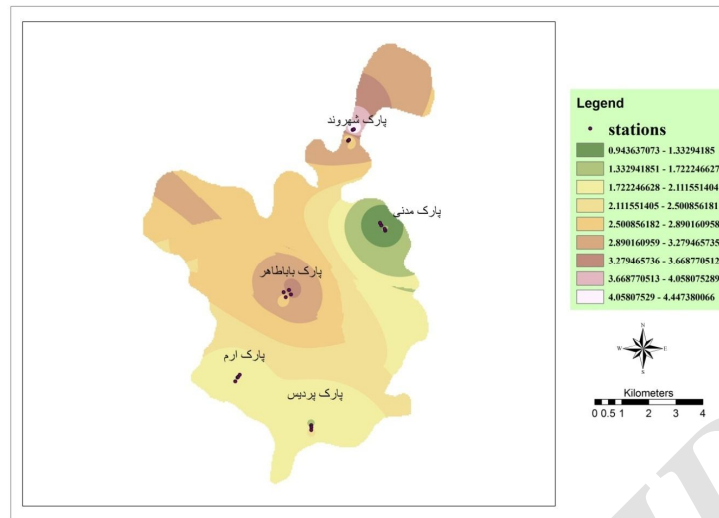 پارک شهروند
پارک مدنی
پارک باباطاهر
پارک ارم
پارک پردیس
Legend
stations
0.943637073 - 1.33294185
1.332941851 - 1.722246627
1.722246628 - 2.111551404
2.111551405 - 2.500856181
2.500856182 - 2.890160958
2.890160959 - 3.279465735
3.279465736 - 3.668770512
3.668770513 - 4.058075289
4.05807529 - 4.447380066
N
W E
S
Kilometers
0 0.5 1 2 3 4